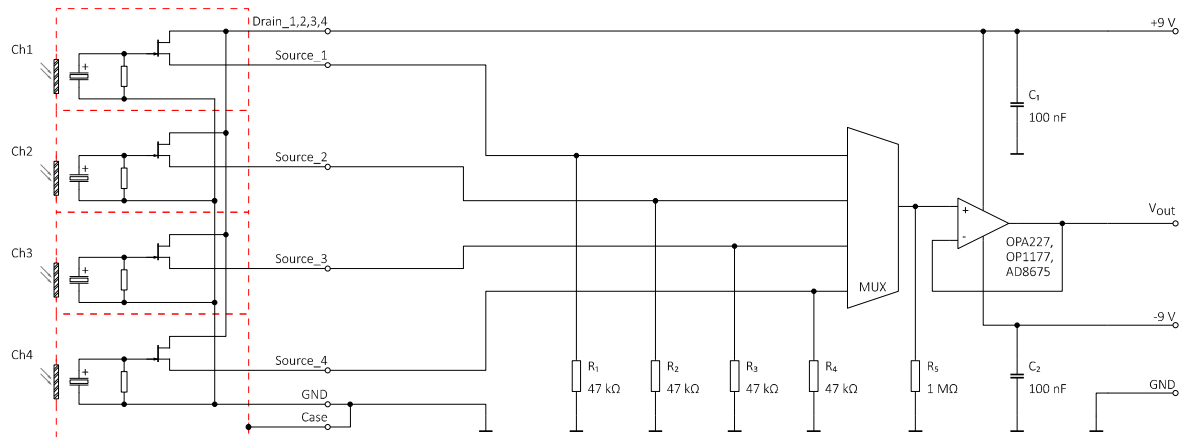 Drain_1,2,3,4
+9 V
Ch1
+
Source_1
C₁
100 nF
Ch2
+
Source_2
+
-
Vout
OPA227,
OP1177,
AD8675
Ch3
+
Source_3
MUX
-9 V
Ch4
+
Source_4
R₁
47 kΩ
R₂
47 kΩ
R₃
47 kΩ
R₄
47 kΩ
R₅
1 MΩ
C₂
100 nF
GND
GND
Case